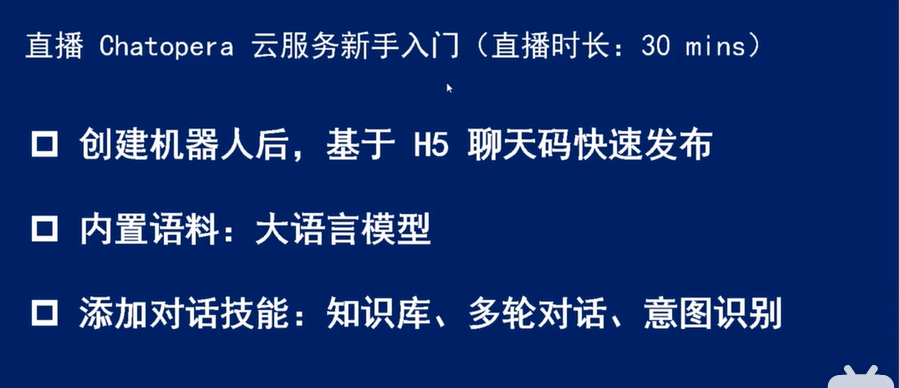 直播 Chatopera 云服务新手入门（直播时长：30 mins）
创建机器人后，基于 H5 聊天码快速发布
内置语料：大语言模型
添加对话技能：知识库、多轮对话、意图识别